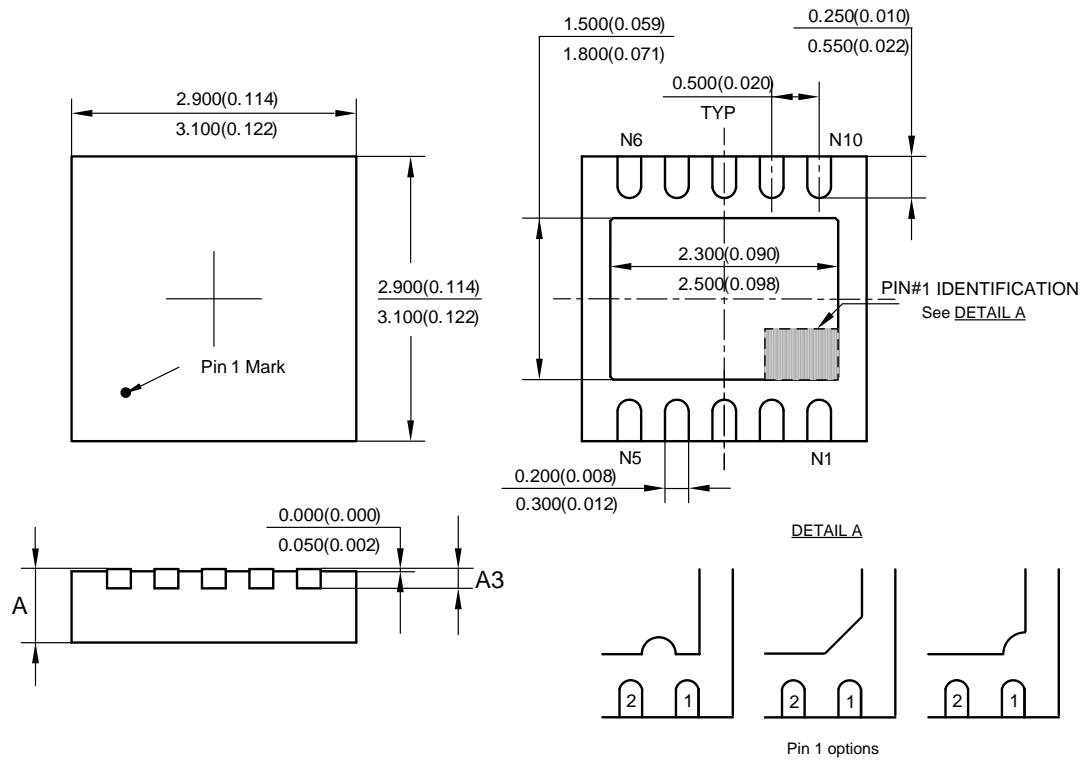 1.500(0.059)
1.800(0.071)
0.250(0.010)
0.550(0.022)
2.900(0.114)
3.100(0.122)
0.500(0.020)
TYP
N6
N10
2.900(0.114)
3.100(0.122)
2.300(0.090)
2.500(0.098)
PIN#1 IDENTIFICATION
See DETAIL A
Pin 1 Mark
N5
N1
0.200(0.008)
0.300(0.012)
0.000(0.000)
0.050(0.002)
A
A3
DETAIL A
2
1
2
1
2
1
Pin 1 options